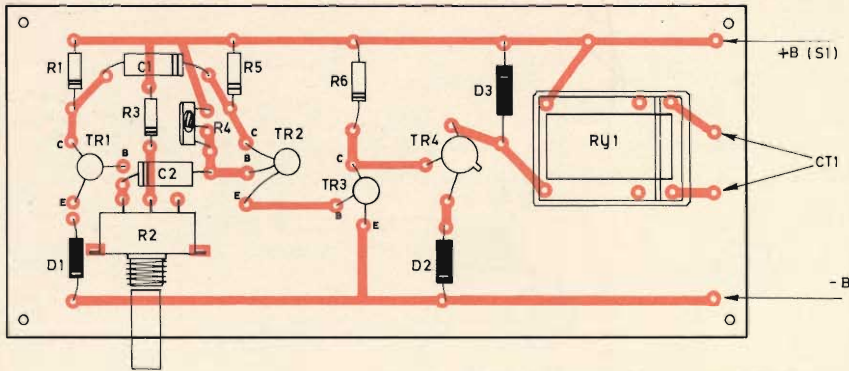 +B (S1)
R1
C1
R5
R6
D3
R3
R4
TR1
TR2
TR4
RY1
CT1
C
B
E
C2
C
B
E
C
TR3
B
E
R2
D1
D2
-B